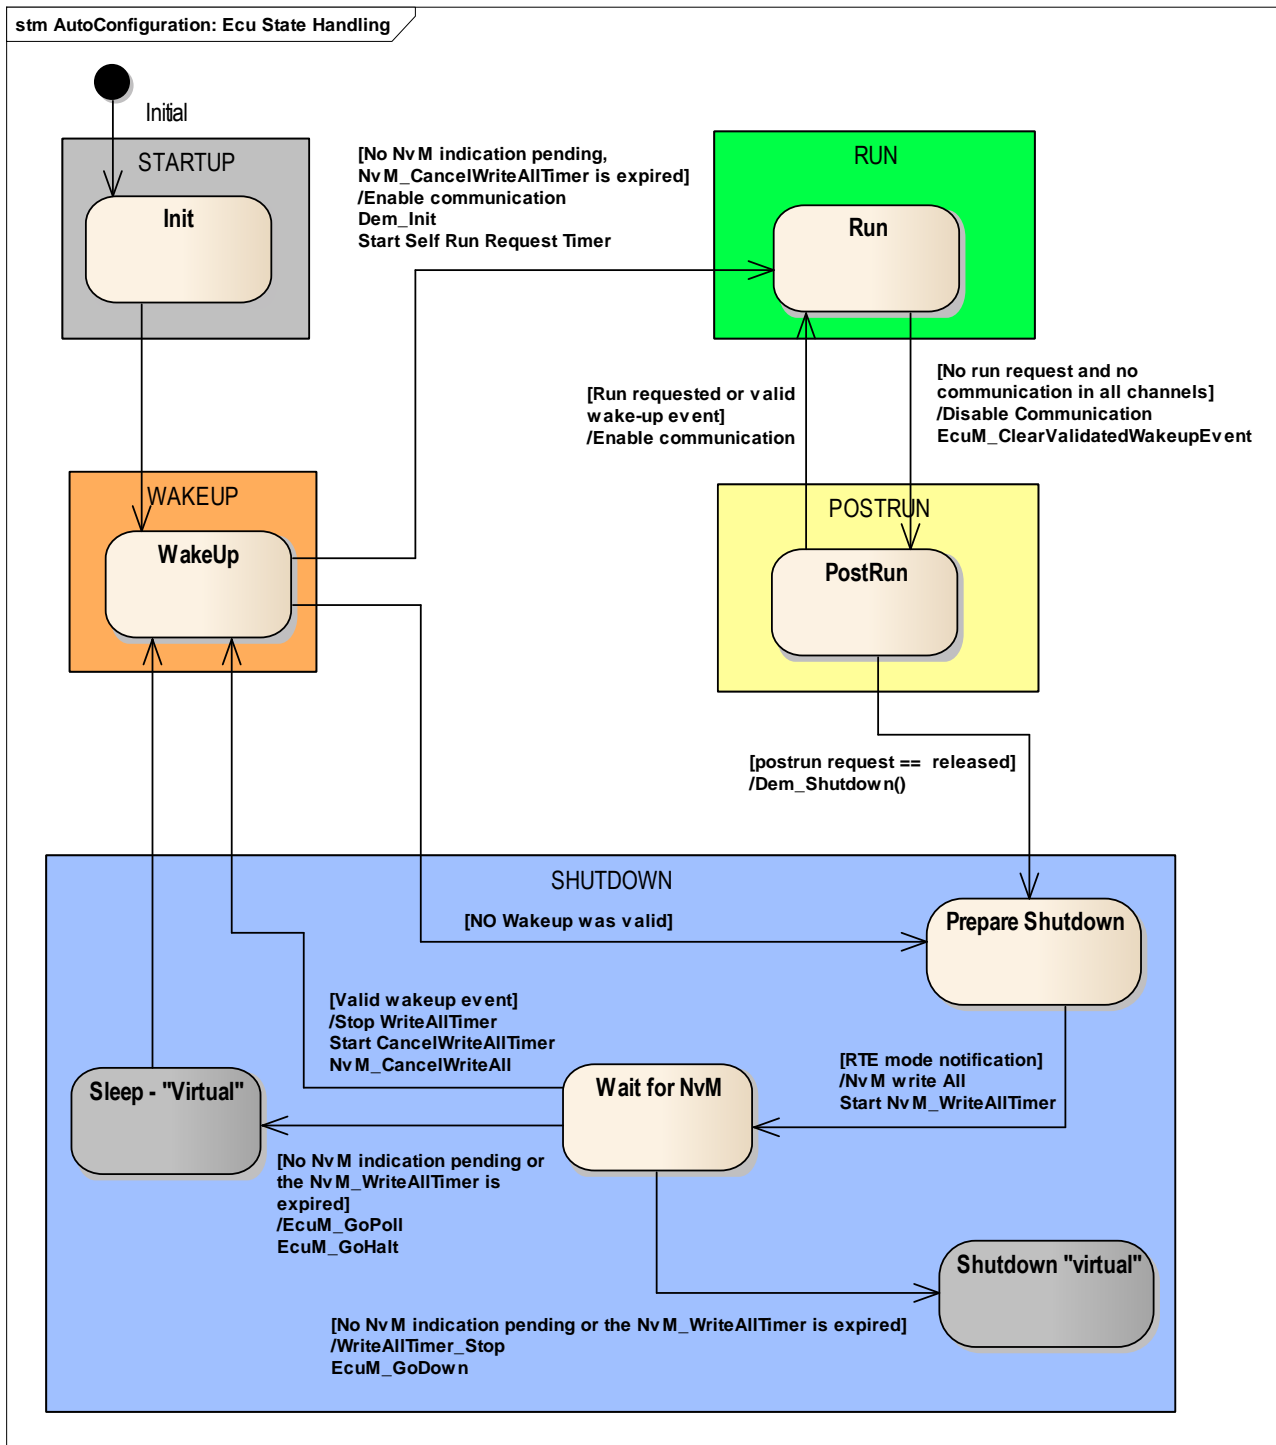 stm AutoConfiguration: Ecu State Handling
Initial
STARTUP
Init
[No NvM indication pending,
NvM_CancelWriteAllTimer is expired]
/Enable communication
Dem_Init
Start Self Run Request Timer
RUN
Run
[Run requested or valid
wake-up event]
/Enable communication
[No run request and no
communication in all channels]
/Disable Communication
EcuM_ClearValidatedWakeupEvent
WAKEUP
WakeUp
POSTRUN
PostRun
[postrun request ==  released]
/Dem_Shutdown()
SHUTDOWN
[NO Wakeup was valid]
Prepare Shutdown
[Valid wakeup event]
/Stop WriteAllTimer
Start CancelWriteAllTimer
NvM_CancelWriteAll
[RTE mode notification]
/NvM write All
Start NvM_WriteAllTimer
Sleep - "Virtual"
Wait for NvM
[No NvM indication pending or
the NvM_WriteAllTimer is
expired]
/EcuM_GoPoll
EcuM_GoHalt
Shutdown "virtual"
[No NvM indication pending or the NvM_WriteAllTimer is expired]
/WriteAllTimer_Stop
EcuM_GoDown